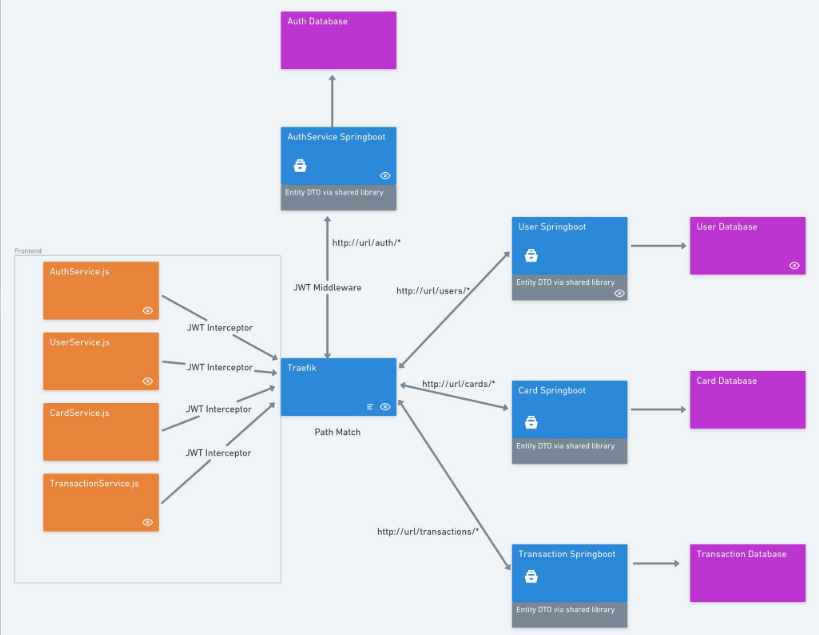 Auth Database
AuthService Springboot
Entity DTO via shared library
http://url/auth/*
JWT Middleware
Frontend
AuthService.js
UserService.js
CardService.js
TransactionService.js
JWT Interceptor
JWT Interceptor
JWT Interceptor
JWT Interceptor
Traefik
Path Match
http://url/users/*
http://url/cards/*
http://url/transactions/*
User Springboot
Entity DTO via shared library
User Database
Card Springboot
Entity DTO via shared library
Card Database
Transaction Springboot
Entity DTO via shared library
Transaction Database